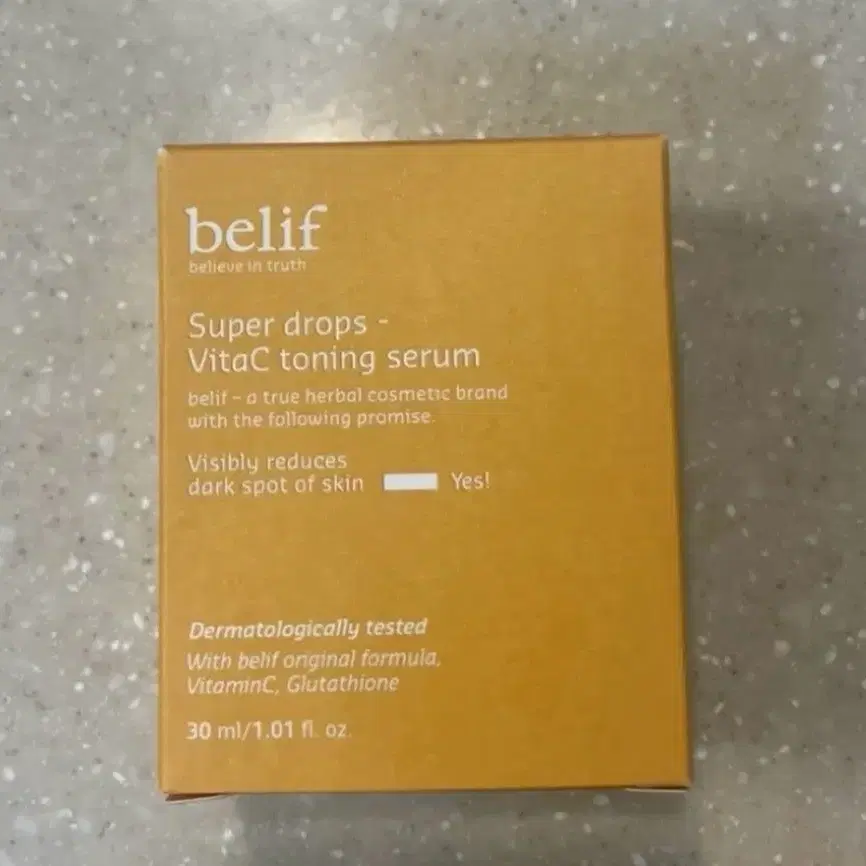 belif
believe in truth
Super drops -
VitaC toning serum
belif - a true herbal cosmetic brand
with the following promise.
Visibly reduces
dark spot of skin Yes!
Dermatologically tested
With belif original formula,
VitaminC, Glutathione
30 ml/1.01 fl. oz.